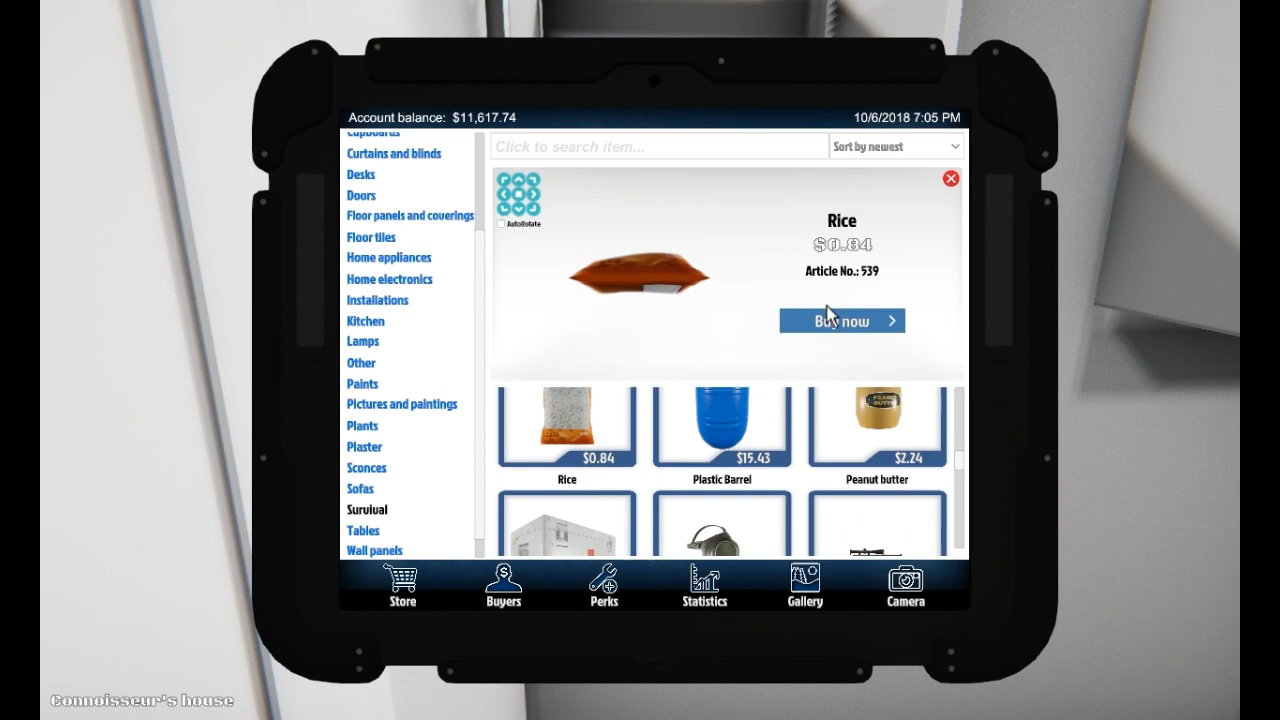 Account balance: $11,617.74
10/6/2018 7:05 PM
Cupboards
Curtains and blinds
Desks
Doors
Floor panels and coverings
Floor tiles
Home appliances
Home electronics
Installations
Kitchen
Lamps
Other
Paints
Pictures and paintings
Plants
Plaster
Sconces
Sofas
Survival
Tables
Wall panels
Click to search item...
Sort by newest
AutoRotate
Rice
$0.84
Article No.: 539
Buy now
PEANUT
BUTTER
$0.84
$15.43
$2.24
Rice
Plastic Barrel
Peanut butter
Store
Buyers
Perks
Statistics
Gallery
Camera
Connoisseur's house